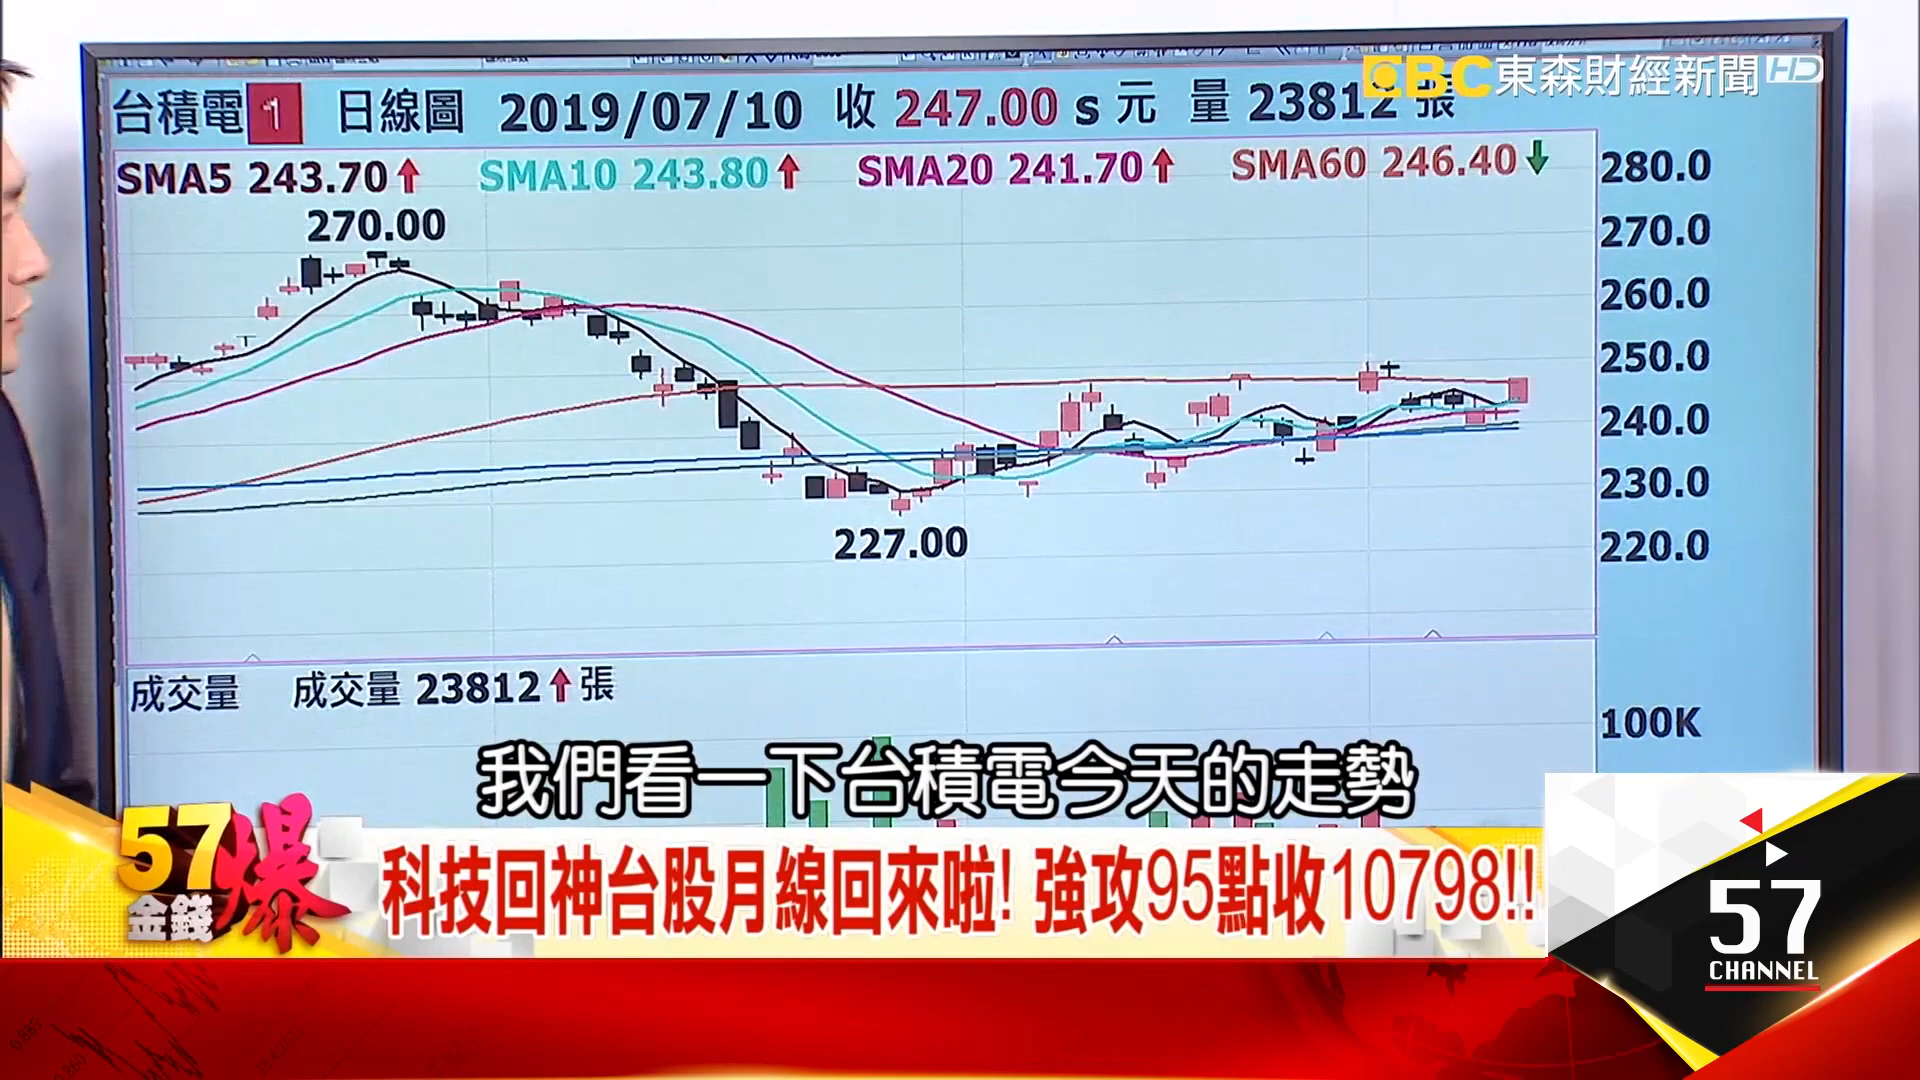 EBC 東森財經新聞 HD
台積電 1 日線圖 2019/07/10 收 247.00 s 元 量 23812 張
SMA5 243.70 SMA10 243.80 SMA20 241.70 SMA60 246.40
270.00
227.00
280.0
270.0
260.0
250.0
240.0
230.0
220.0
成交量 成交量 23812 張
100K
我們看一下台積電今天的走勢
57
金錢
爆
科技回神台股月線回來啦! 強攻95點收10798!!
57
CHANNEL